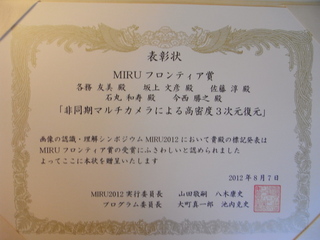 表彰状
MIRUフロンティア賞
各務 友美 殿 坂上 文彦 殿 佐藤 淳 殿
石丸 和寿 殿 今西 勝之 殿
「非同期マルチカメラによる高密度3次元復元」
画像の認識・理解シンポジウムMIRU2012において貴殿の標記発表は
MIRUフロンティア賞の受賞にふさわしいと認められました
よってここに本状を贈呈いたします
2012年8月7日
MIRU2012 実行委員長 山田敬嗣 八木康史
プログラム委員長 大町真一郎 池内克史